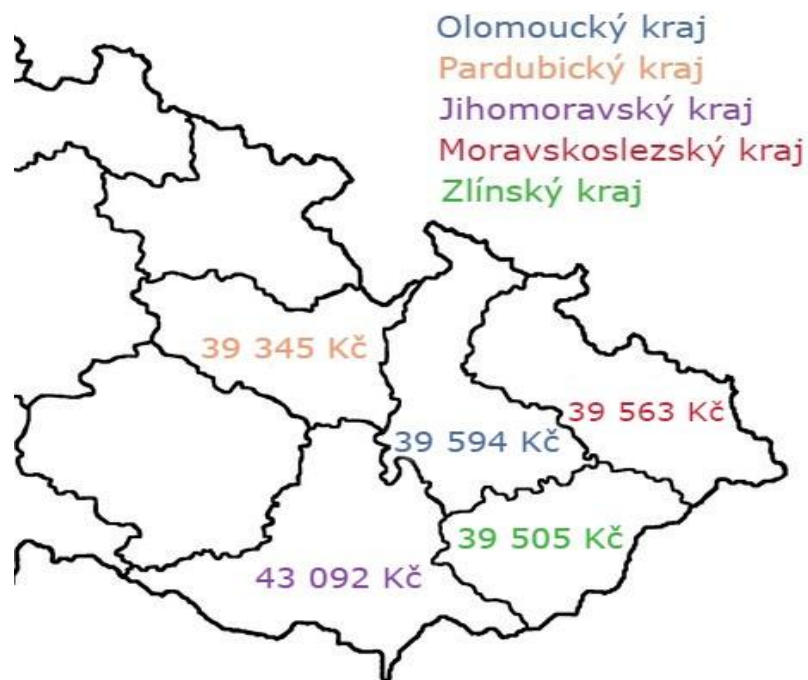 Olomoucký kraj
Pardubický kraj
Jihomoravský kraj
Moravskoslezský kraj
Zlínský kraj
39 345 Kč
39 563 Kč
39 594 Kč
39 505 Kč
43 092 Kč